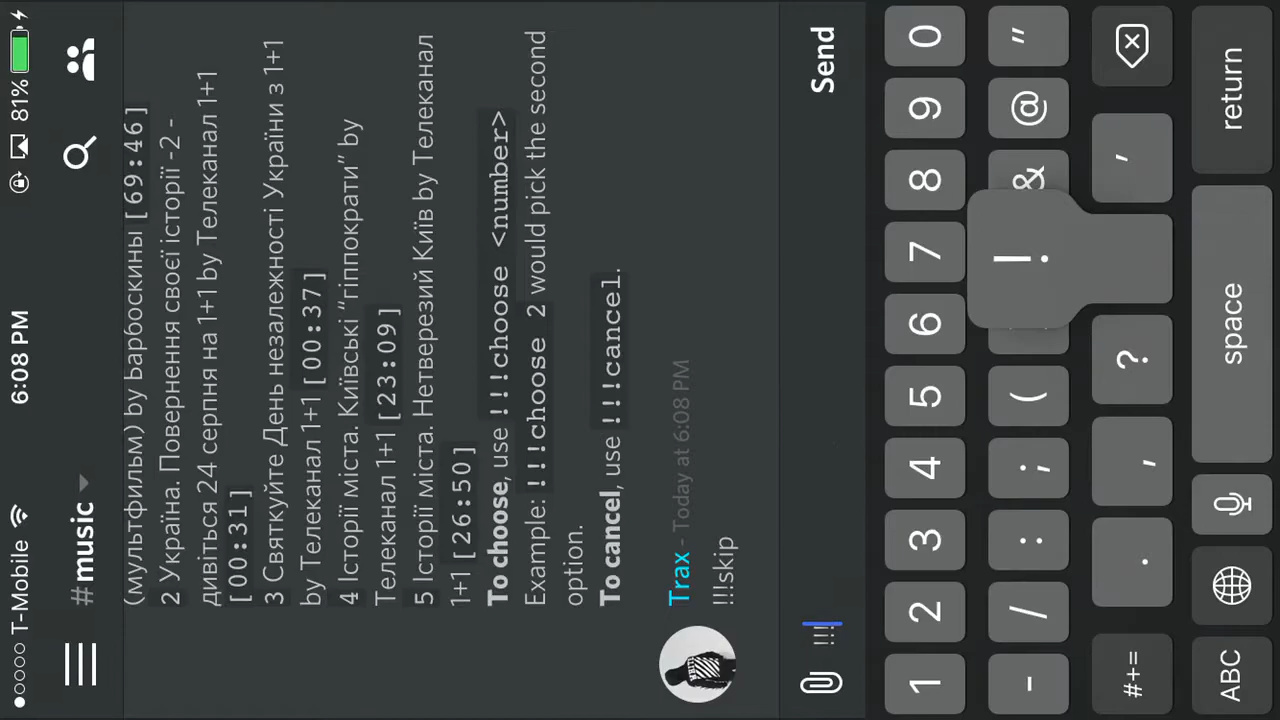 ●○○○○ T-Mobile 6:08 PM 81%
# music
(мультфильм) by Барбоскины [69:46]
2 Україна. Повернення своєї історії -2 -
дивіться 24 серпня на 1+1 by Телеканал 1+1
[00:31]
3 Святкуйте День незалежності України з 1+1
by Телеканал 1+1 [00:37]
4 Історії міста. Київські “гіппократи” by
Телеканал 1+1 [23:09]
5 Історії міста. Нетверезий Київ by Телеканал
1+1 [26:50]
To choose, use !!!choose <number>
Example: !!!choose 2 would pick the second
option.
To cancel, use !!!cancel.
Trax - Today at 6:08 PM
!!!skip
!!! Send
1 2 3 4 5 6 7 8 9 0
- / : ; ( & @ "
#+= . , ? ! '
ABC space return